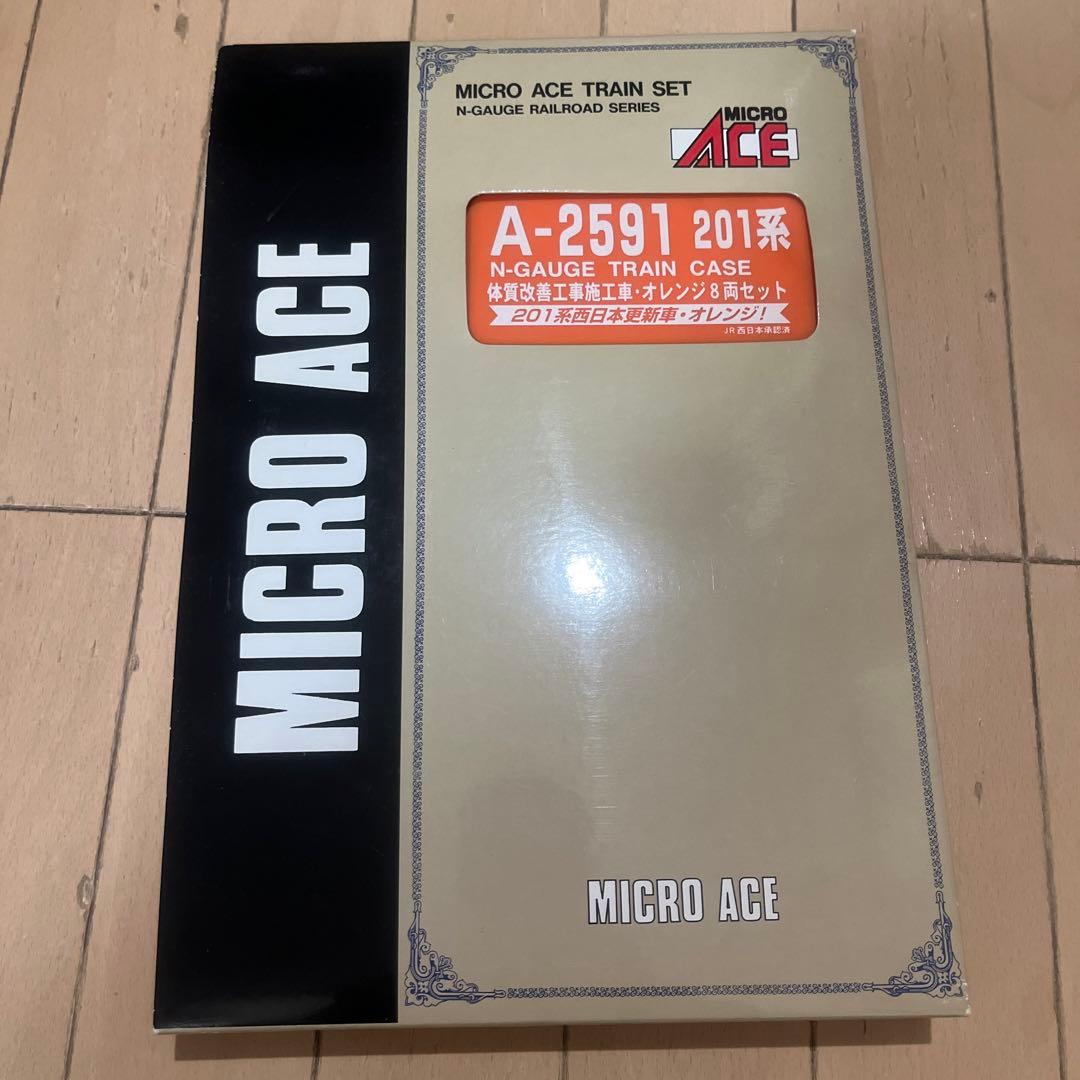 MICRO ACE
MICRO ACE TRAIN SET
N-GAUGE RAILROAD SERIES
MICRO
ACE
A-2591 201系
N-GAUGE TRAIN CASE
体質改善工事施工車・オレンジ8両セット
201系西日本更新車・オレンジ!
JR西日本承認済
MICRO ACE